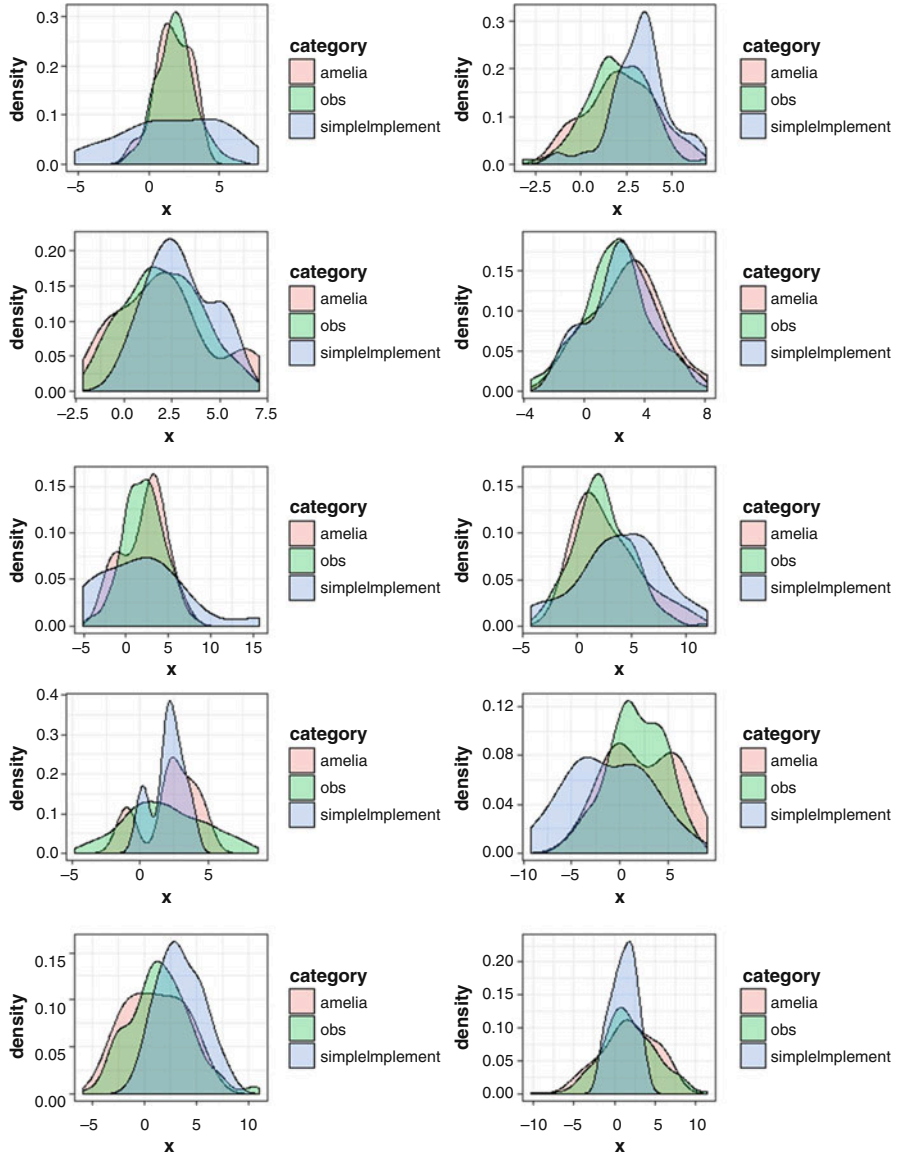 0.3
0.2
0.1
0.0
density
−5 0 5
x
category
amelia
obs
simpleImplement
0.3
0.2
0.1
0.0
density
−2.5 0.0 2.5 5.0
x
category
amelia
obs
simpleImplement
0.20
0.15
0.10
0.05
0.00
density
−2.5 0.0 2.5 5.0 7.5
x
category
amelia
obs
simpleImplement
0.15
0.10
0.05
0.00
density
−4 0 4 8
x
category
amelia
obs
simpleImplement
0.15
0.10
0.05
0.00
density
−5 0 5 10 15
x
category
amelia
obs
simpleImplement
0.15
0.10
0.05
0.00
density
−5 0 5 10
x
category
amelia
obs
simpleImplement
0.4
0.3
0.2
0.1
0.0
density
−5 0 5
x
category
amelia
obs
simpleImplement
0.12
0.08
0.04
0.00
density
−10 −5 0 5
x
category
amelia
obs
simpleImplement
0.15
0.10
0.05
0.00
density
−5 0 5 10
x
category
amelia
obs
simpleImplement
0.20
0.15
0.10
0.05
0.00
density
−10 −5 0 5 10
x
category
amelia
obs
simpleImplement